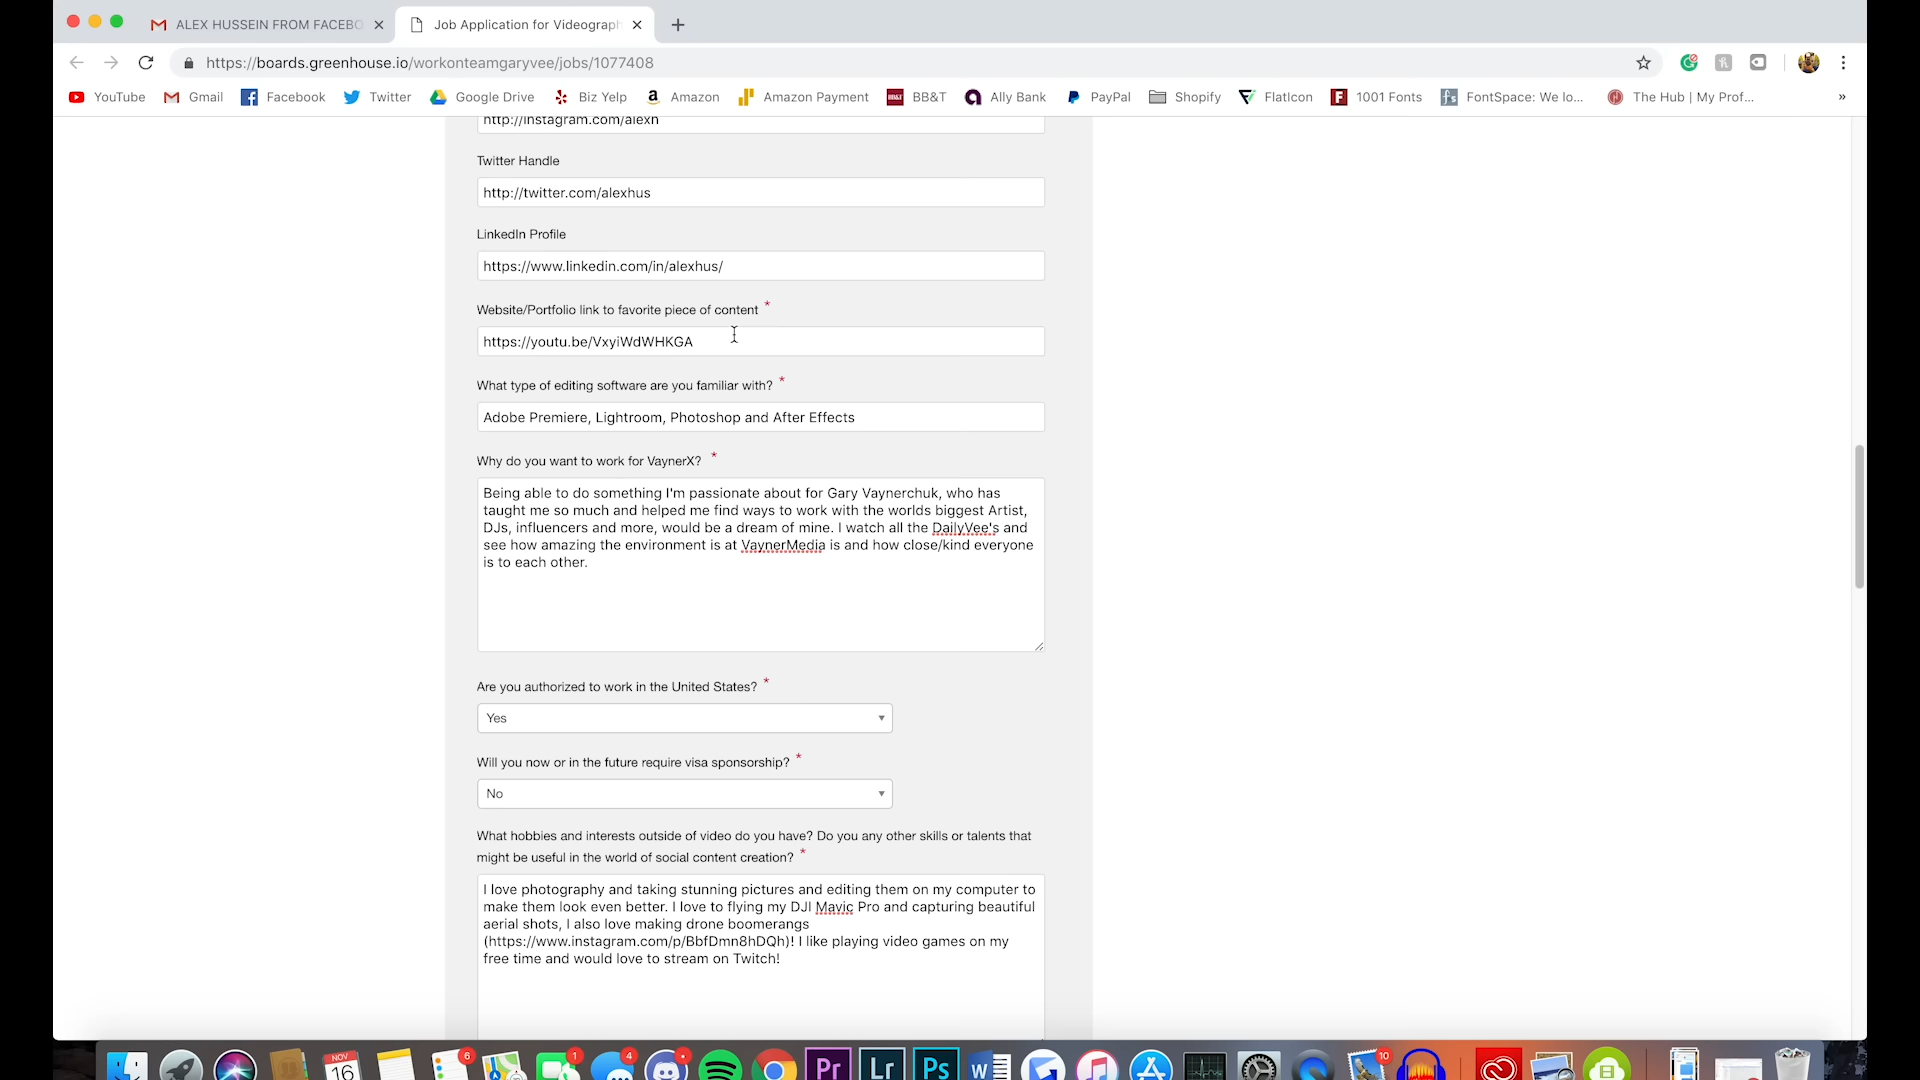 ALEX HUSSEIN FROM FACEBO
Job Application for Videograph
https://boards.greenhouse.io/workonteamgaryvee/jobs/1077408
YouTube Gmail Facebook Twitter Google Drive Biz Yelp Amazon Amazon Payment BB&T Ally Bank PayPal Shopify FlatIcon 1001 Fonts FontSpace: We lo... The Hub | My Prof... »
http://instagram.com/alexh
Twitter Handle
http://twitter.com/alexhus
LinkedIn Profile
https://www.linkedin.com/in/alexhus/
Website/Portfolio link to favorite piece of content *
https://youtu.be/VxyiWdWHKGA
What type of editing software are you familiar with? *
Adobe Premiere, Lightroom, Photoshop and After Effects
Why do you want to work for VaynerX? *
Being able to do something I'm passionate about for Gary Vaynerchuk, who has
taught me so much and helped me find ways to work with the worlds biggest Artist,
DJs, influencers and more, would be a dream of mine. I watch all the DailyVee's and
see how amazing the environment is at VaynerMedia is and how close/kind everyone
is to each other.
Are you authorized to work in the United States? *
Yes
Will you now or in the future require visa sponsorship? *
No
What hobbies and interests outside of video do you have? Do you any other skills or talents that
might be useful in the world of social content creation? *
I love photography and taking stunning pictures and editing them on my computer to
make them look even better. I love to flying my DJI Mavic Pro and capturing beautiful
aerial shots, I also love making drone boomerangs
(https://www.instagram.com/p/BbfDmn8hDQh)! I like playing video games on my
free time and would love to stream on Twitch!
NOV
16
6
1
4
Pr
Lr
Ps
10